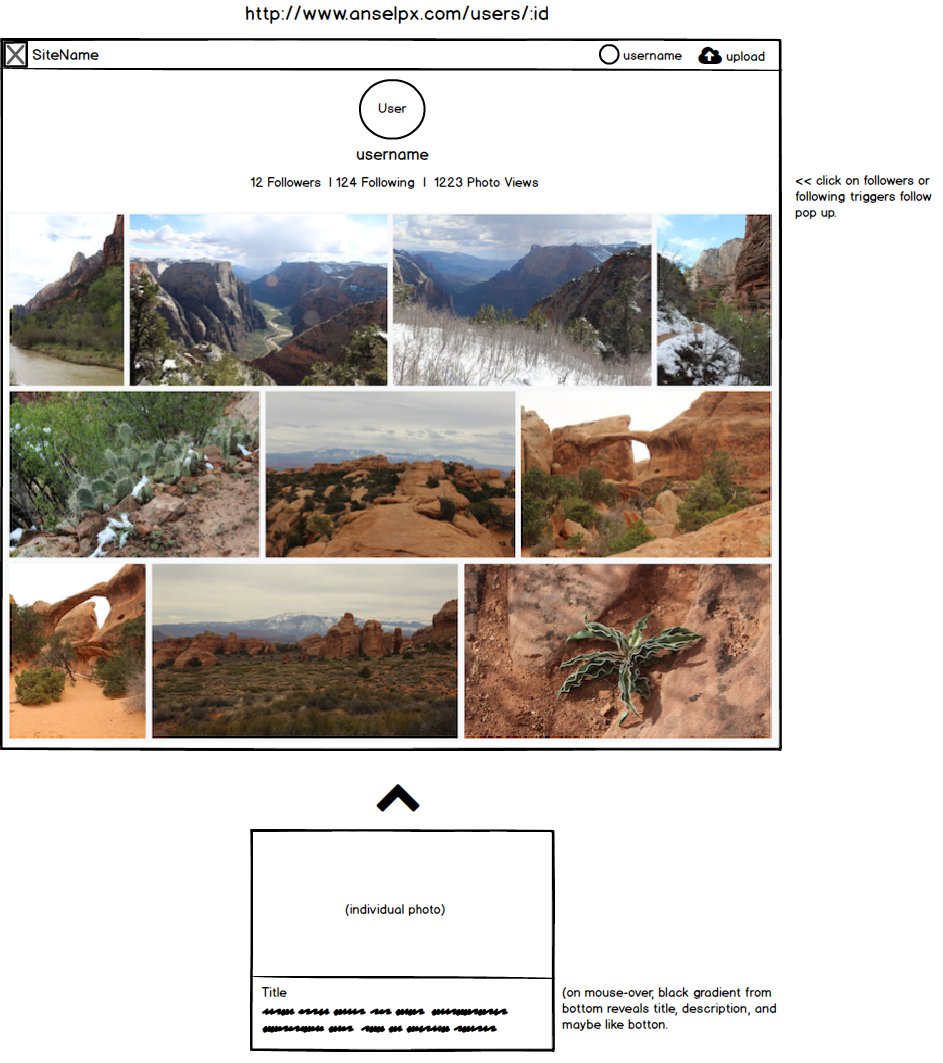 http://www.anselpx.com/users/:id
SiteName
username
upload
User
username
12 Followers | 124 Following | 1223 Photo Views
<< click on followers or
following triggers follow
pop up.
(individual photo)
Title
(on mouse-over, black gradient from
bottom reveals title, description, and
maybe like botton.